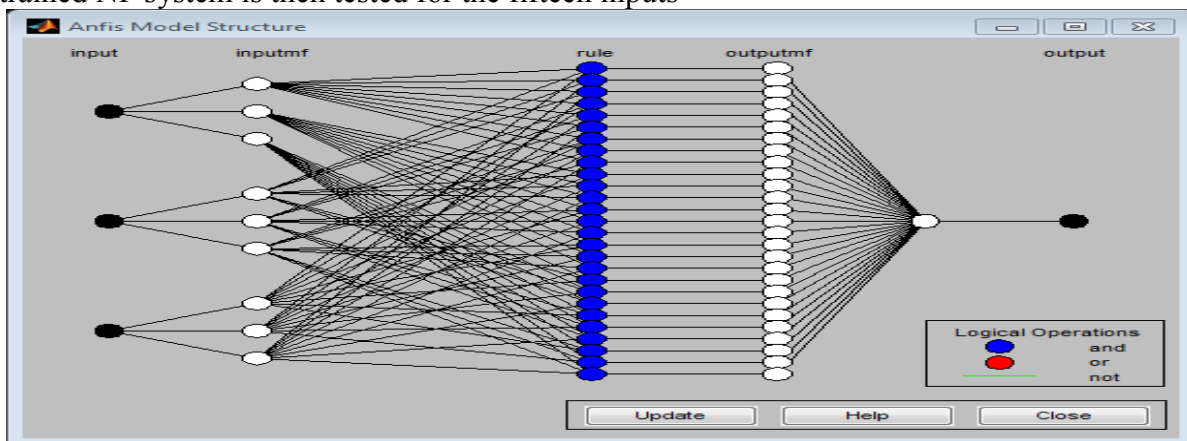 trained NF system is then tested for the fifteen inputs
Anfis Model Structure
input inputmf rule outputmf output
Logical Operations
and
or
not
Update Help Close